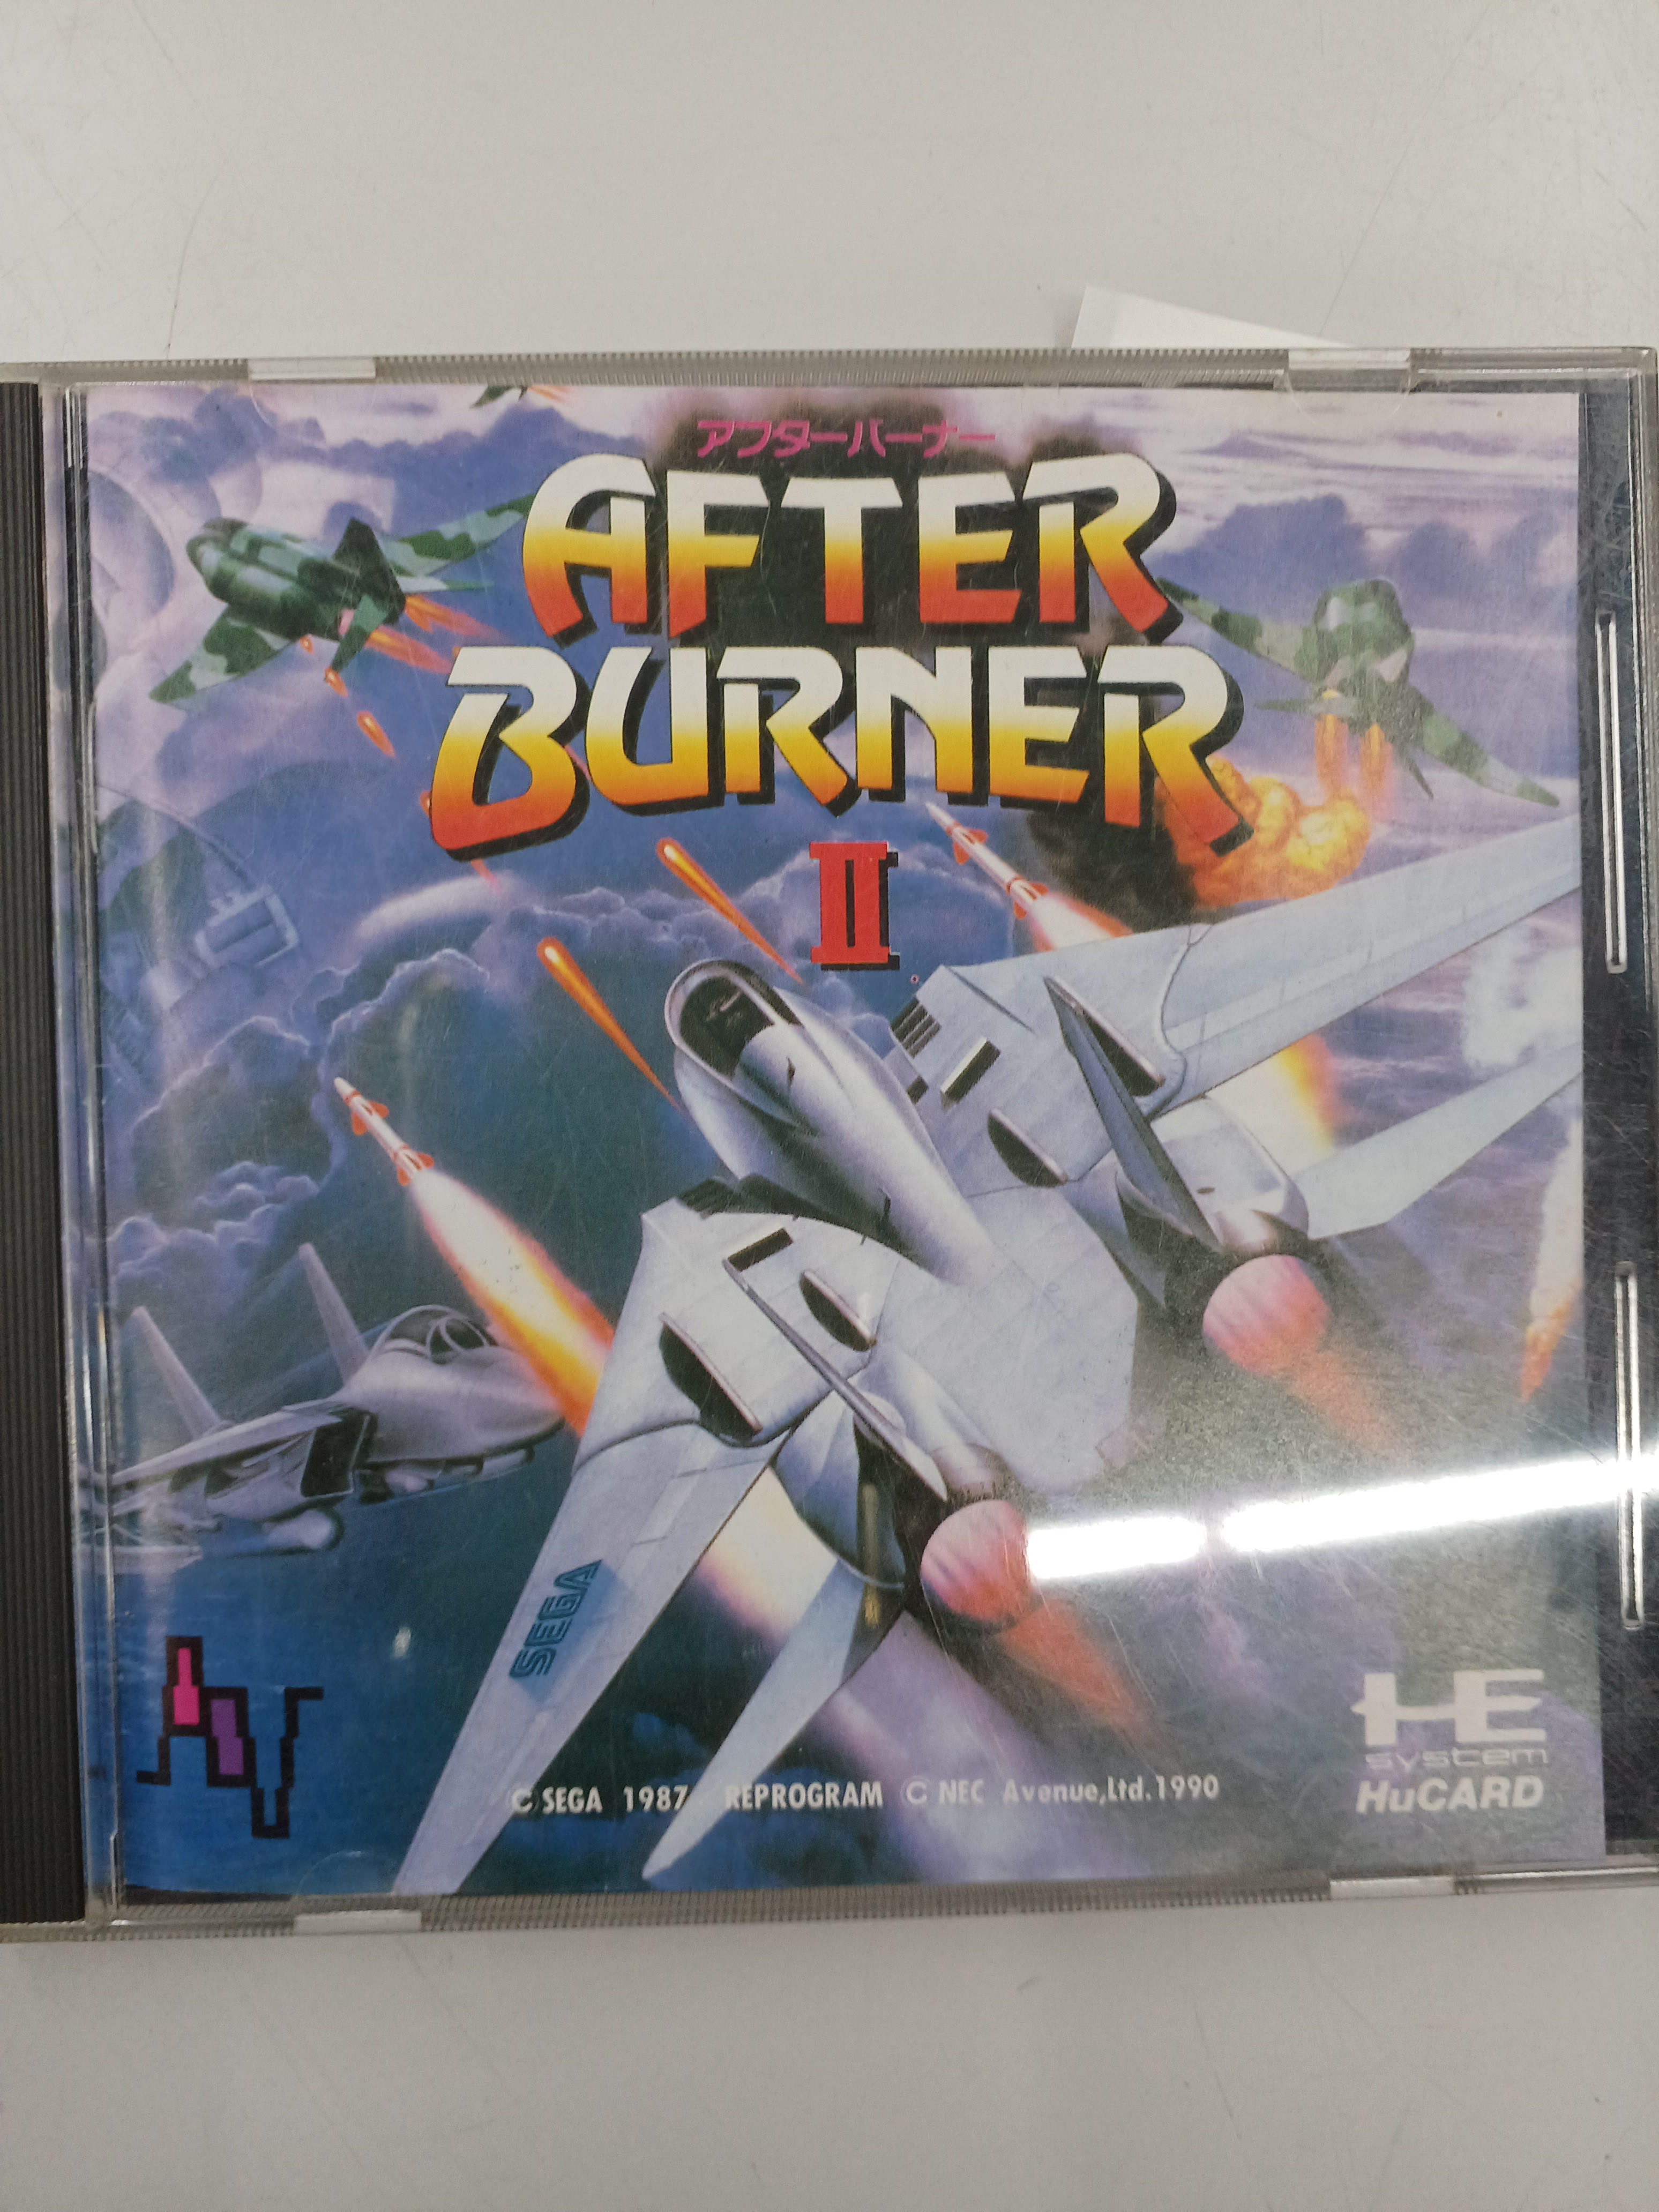 アフターバーナー
AFTER
BURNER
II
SEGA
© SEGA 1987 REPROGRAM © NEC Avenue,Ltd.1990
HE
system
HuCARD